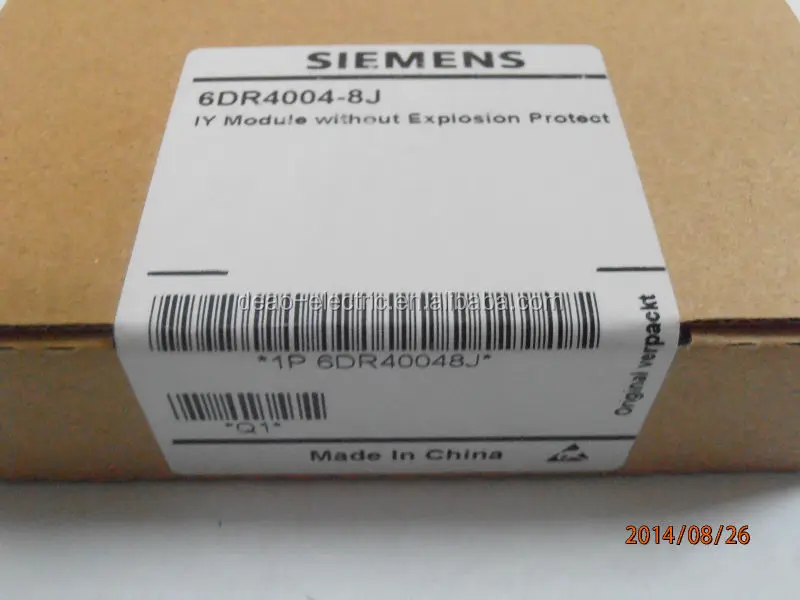 SIEMENS
6DR4004-8J
IY Module without Explosion Protect
deao-electric.en.alibaba.com
*1P 6DR40048J*
Original verpackt
*Q1*
Made In China
2014/08/26